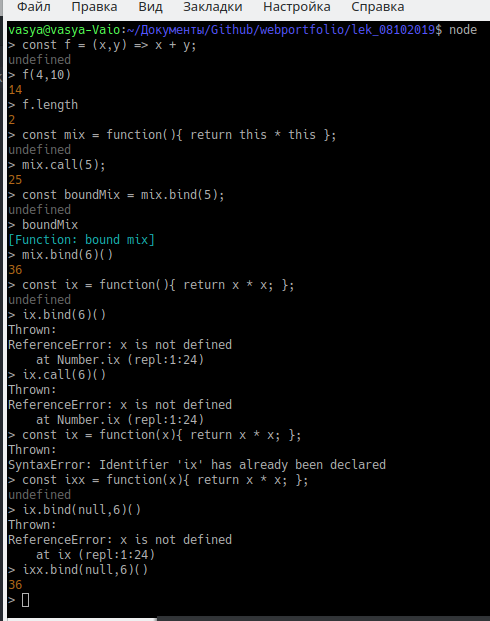 Файл Правка Вид Закладки Настройка Справка
vasya@vasya-Vaio:~/Документы/Github/webportfolio/lek_08102019$ node
> const f = (x,y) => x + y;
undefined
> f(4,10)
14
> f.length
2
> const mix = function(){ return this * this };
undefined
> mix.call(5);
25
> const boundMix = mix.bind(5);
undefined
> boundMix
[Function: bound mix]
> mix.bind(6)()
36
> const ix = function(){ return x * x; };
undefined
> ix.bind(6)()
Thrown:
ReferenceError: x is not defined
    at Number.ix (repl:1:24)
> ix.call(6)()
Thrown:
ReferenceError: x is not defined
    at Number.ix (repl:1:24)
> const ix = function(x){ return x * x; };
Thrown:
SyntaxError: Identifier 'ix' has already been declared
> const ixx = function(x){ return x * x; };
undefined
> ix.bind(null,6)()
Thrown:
ReferenceError: x is not defined
    at ix (repl:1:24)
> ixx.bind(null,6)()
36
>